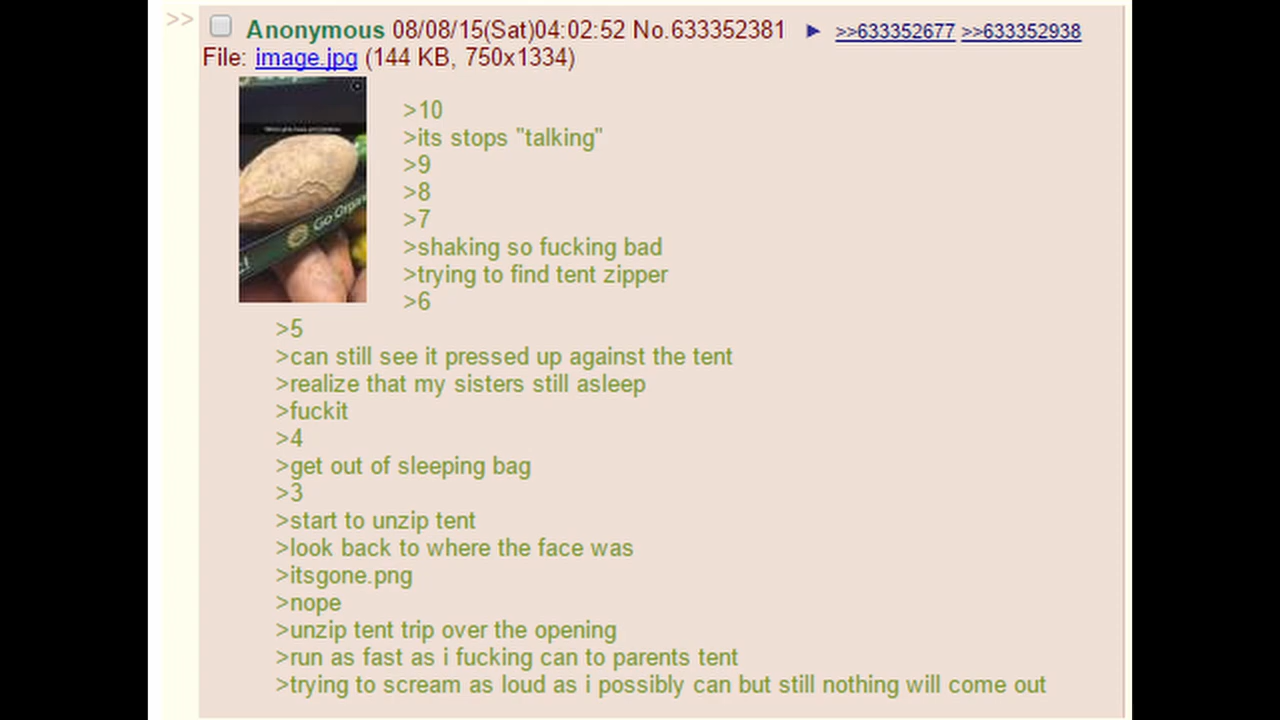 >>
Anonymous 08/08/15(Sat)04:02:52 No.633352381 ▶ >>633352677 >>633352938
File: image.jpg (144 KB, 750x1334)
Go Organ
>10
>its stops "talking"
>9
>8
>7
>shaking so fucking bad
>trying to find tent zipper
>6
>5
>can still see it pressed up against the tent
>realize that my sisters still asleep
>fuckit
>4
>get out of sleeping bag
>3
>start to unzip tent
>look back to where the face was
>itsgone.png
>nope
>unzip tent trip over the opening
>run as fast as i fucking can to parents tent
>trying to scream as loud as i possibly can but still nothing will come out